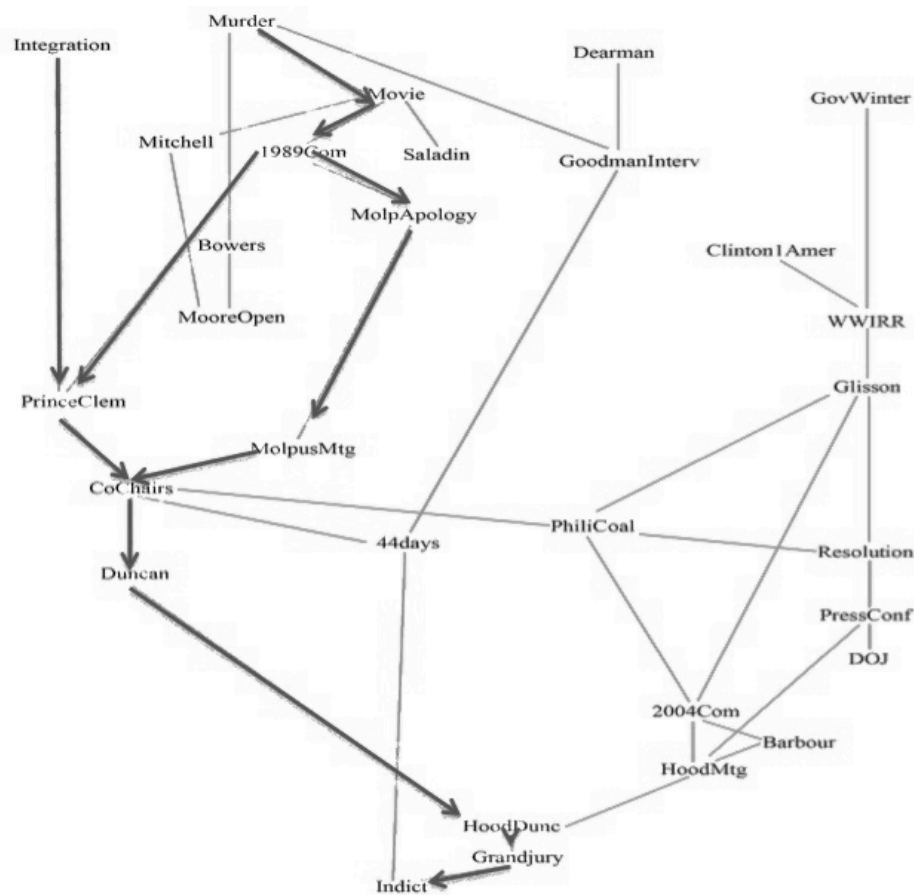 Murder
Integration
Dearman
Movie
GovWinter
Mitchell
1989Com
Saladin
GoodmanInterv
MolpApology
Bowers
Clinton1Amer
MooreOpen
WWIRR
Glisson
PrinceClem
MolpusMtg
CoChairs
PhiliCoal
44days
Resolution
Duncan
PressConf
DOJ
2004Com
Barbour
HoodMtg
HoodDunc
Grandjury
Indict